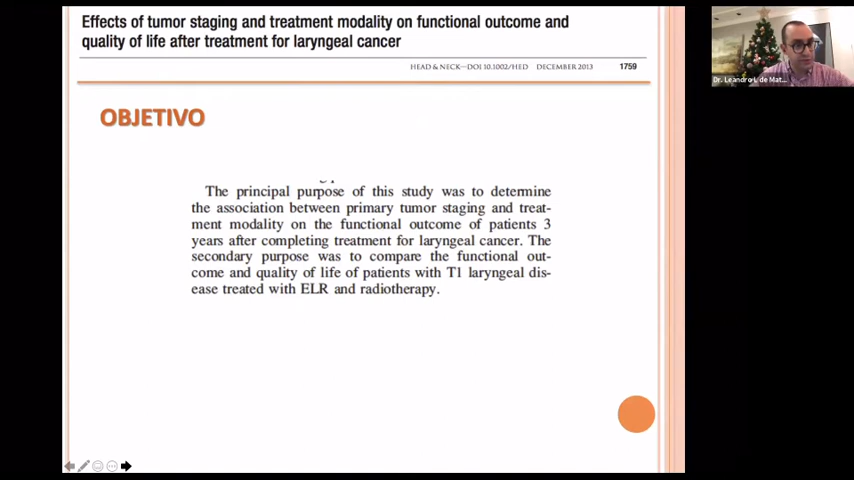 Effects of tumor staging and treatment modality on functional outcome and
quality of life after treatment for laryngeal cancer
HEAD & NECK—DOI 10.1002/HED DECEMBER 2013 1759
Dr. Leandro L de Mat...
OBJETIVO
The principal purpose of this study was to determine
the association between primary tumor staging and treat-
ment modality on the functional outcome of patients 3
years after completing treatment for laryngeal cancer. The
secondary purpose was to compare the functional out-
come and quality of life of patients with T1 laryngeal dis-
ease treated with ELR and radiotherapy.